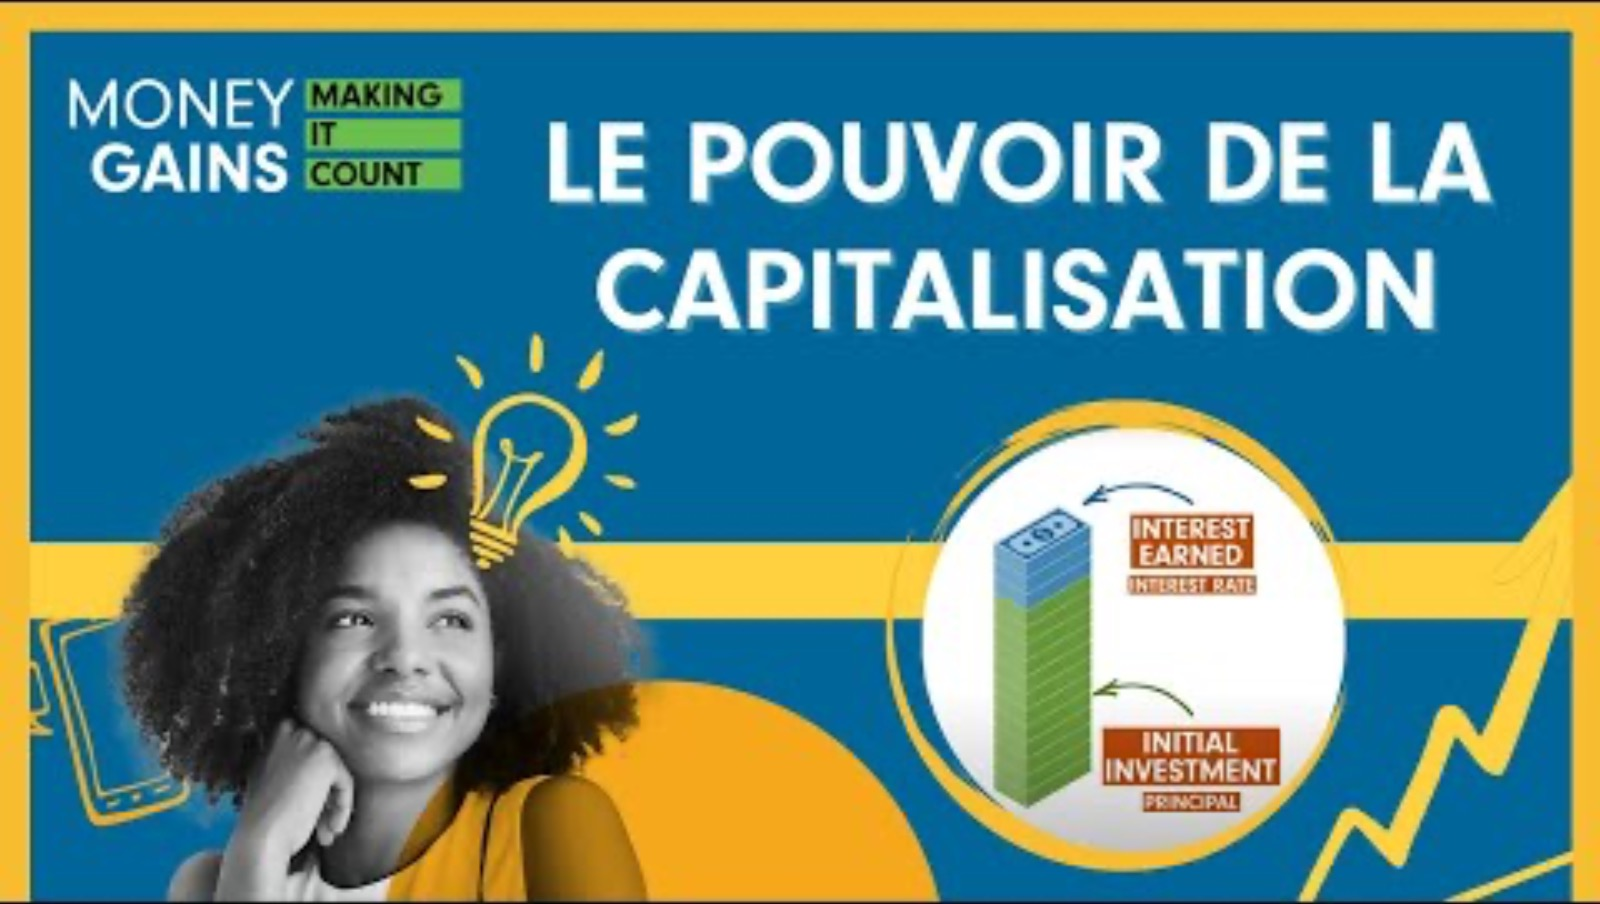 MONEY
GAINS
MAKING
IT
COUNT
LE POUVOIR DE LA
CAPITALISATION
INTEREST
EARNED
INTEREST RATE
INITIAL
INVESTMENT
PRINCIPAL